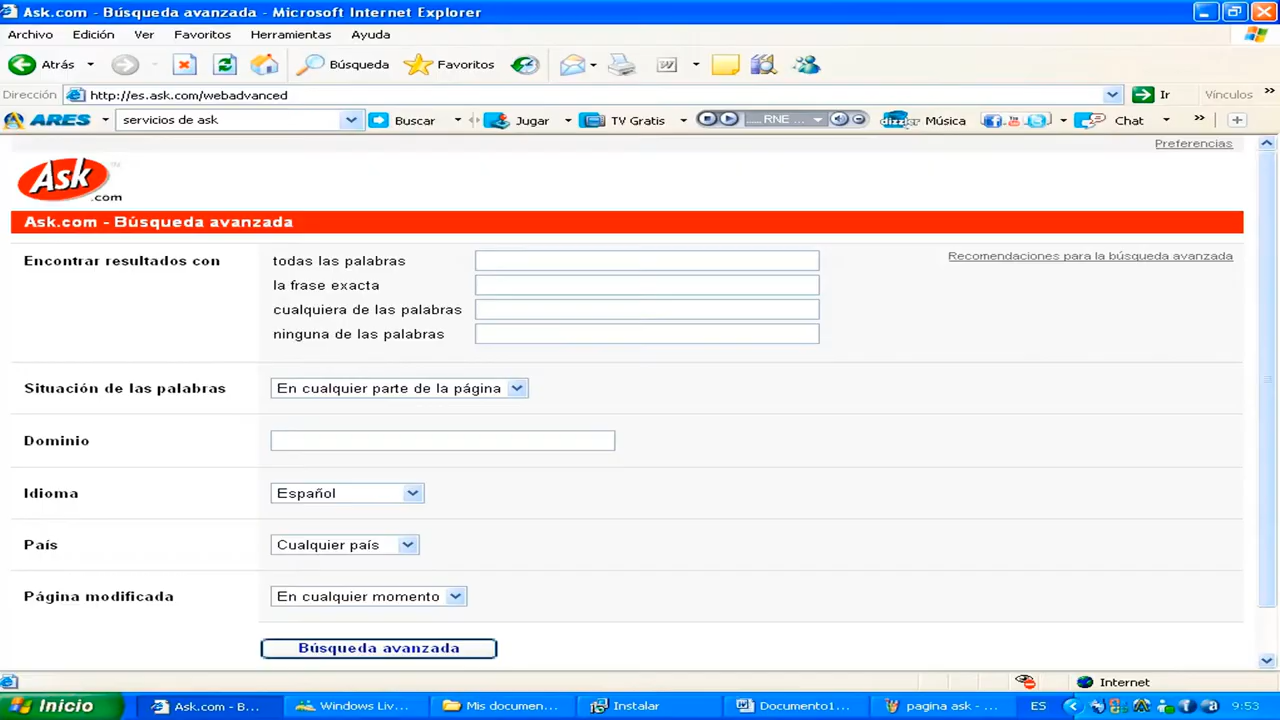 Ask.com - Búsqueda avanzada - Microsoft Internet Explorer
Archivo Edición Ver Favoritos Herramientas Ayuda
Atrás Búsqueda Favoritos
Dirección http://es.ask.com/webadvanced Ir Vínculos »
ARES servicios de ask Buscar Jugar TV Gratis RNE ... Música Chat »
Preferencias
Ask
.com
Ask.com - Búsqueda avanzada
Encontrar resultados con todas las palabras Recomendaciones para la búsqueda avanzada
la frase exacta
cualquiera de las palabras
ninguna de las palabras
Situación de las palabras En cualquier parte de la página
Dominio
Idioma Español
País Cualquier país
Página modificada En cualquier momento
Búsqueda avanzada
Internet
Inicio Ask.com - B... Windows Liv... Mis documen... Instalar Documento1... pagina ask - ... ES 9:53